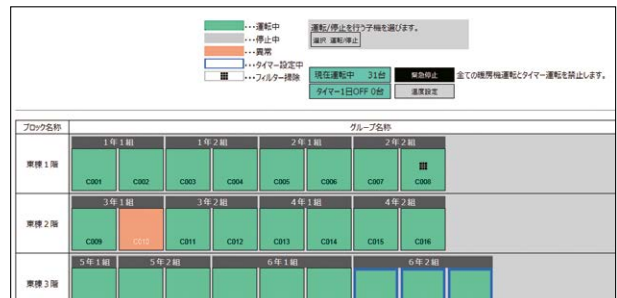 ･･･運転中
･･･停止中
･･･異常
･･･タイマー設定中
･･･フィルター掃除
運転/停止を行う子機を選びます。
選択 運転/停止
現在運転中 31台
緊急停止
全ての暖房機運転とタイマー運転を禁止します。
タイマー1日OFF 0台
温度設定
ブロック名称
グループ名称
東棟1階
1年1組
1年2組
2年1組
2年2組
C001
C002
C003
C004
C005
C006
C007
C008
東棟2階
3年1組
3年2組
4年1組
4年2組
C009
C010
C011
C012
C013
C014
C015
C016
東棟3階
5年1組
5年2組
6年1組
6年2組